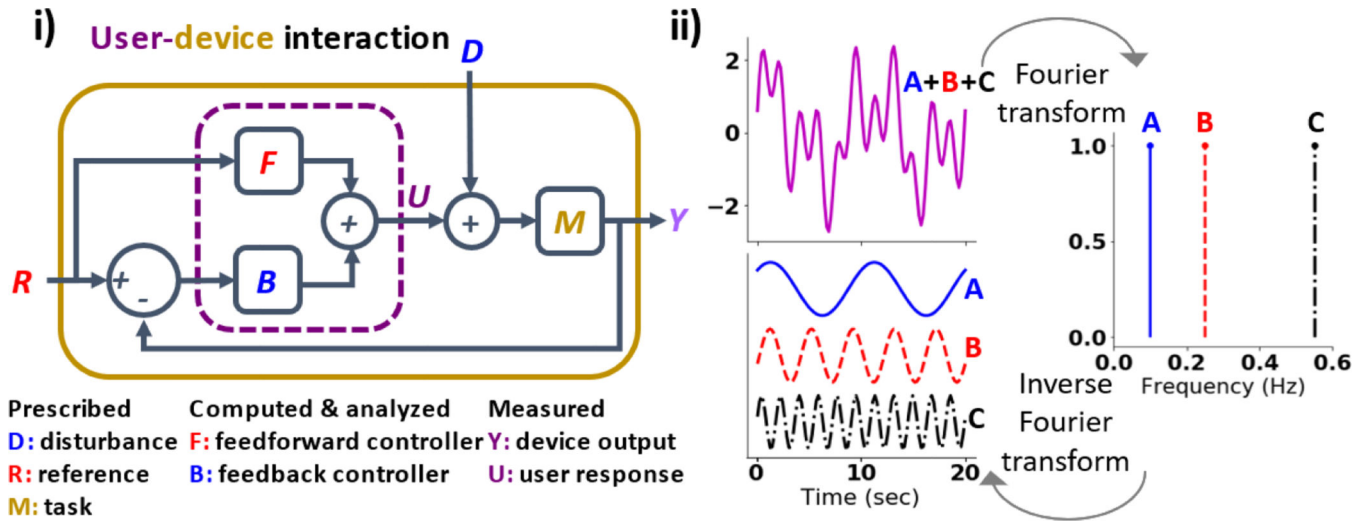 i) User-device interaction
D
F
U
+
+
M
Y
R
+
-
B
Prescribed
D: disturbance
R: reference
M: task
Computed & analyzed
F: feedforward controller
B: feedback controller
Measured
Y: device output
U: user response
ii)
2
0
-2
A+B+C
Fourier
transform
A
B
C
0 10 20
Time (sec)
A B C
1.0
0.5
0.0
0.0 0.2 0.4 0.6
Frequency (Hz)
Inverse
Fourier
transform